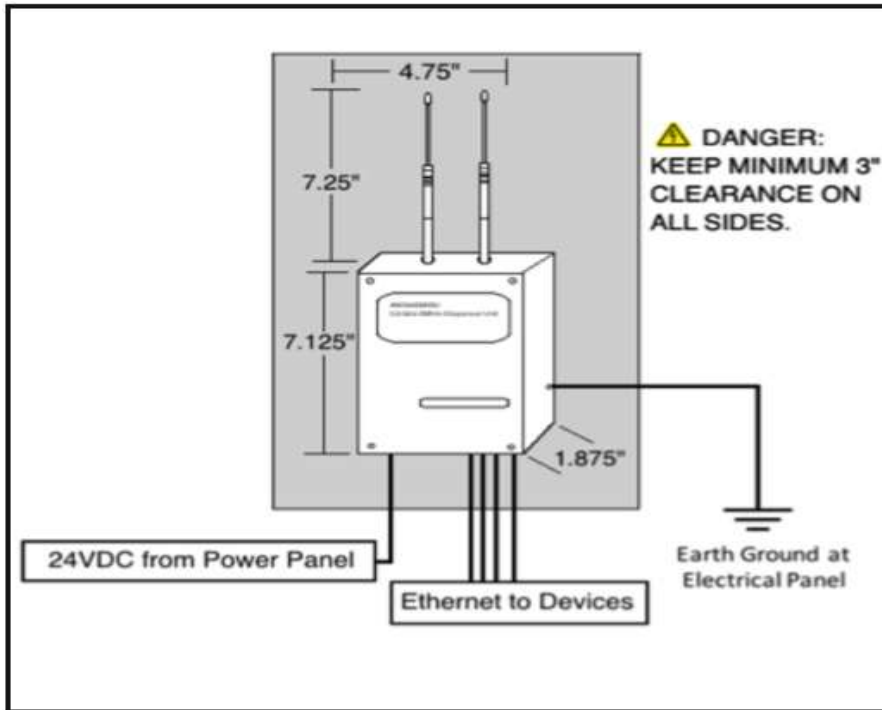 4.75"
7.25"
DANGER:
KEEP MINIMUM 3"
CLEARANCE ON
ALL SIDES.
7.125"
1.875"
24VDC from Power Panel
Ethernet to Devices
Earth Ground at
Electrical Panel